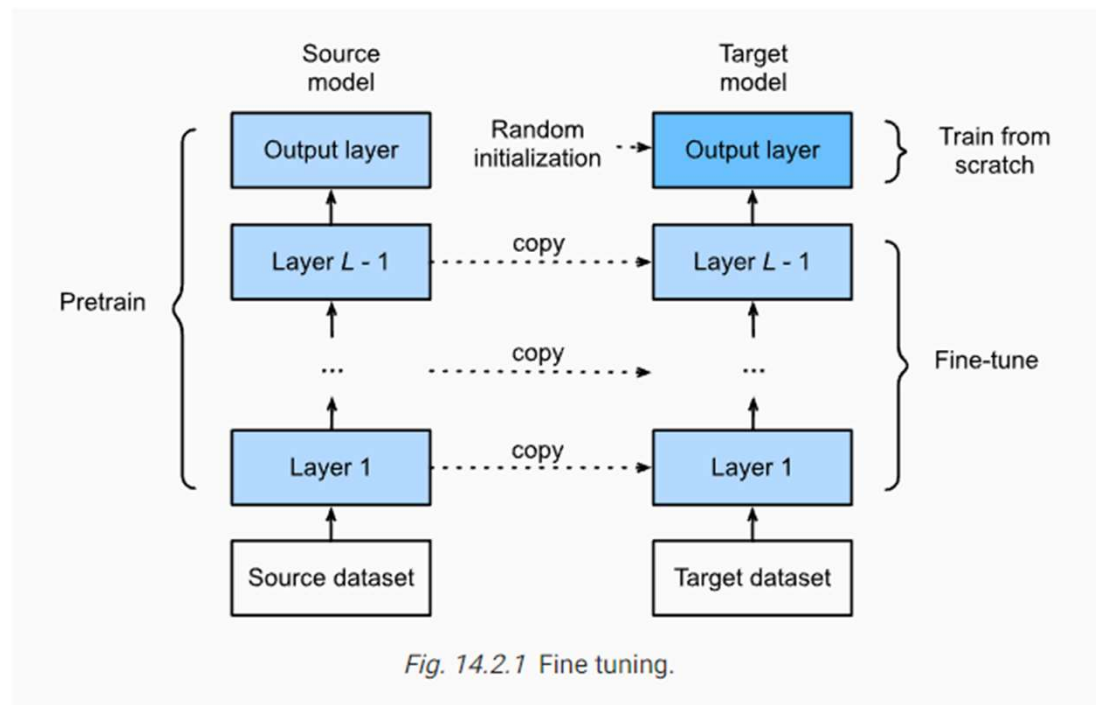 Source
model
Target
model
Output layer
Random
initialization
Output layer
Train from
scratch
Layer L - 1
copy
Layer L - 1
Pretrain
...
copy
...
Fine-tune
Layer 1
copy
Layer 1
Source dataset
Target dataset
Fig. 14.2.1 Fine tuning.